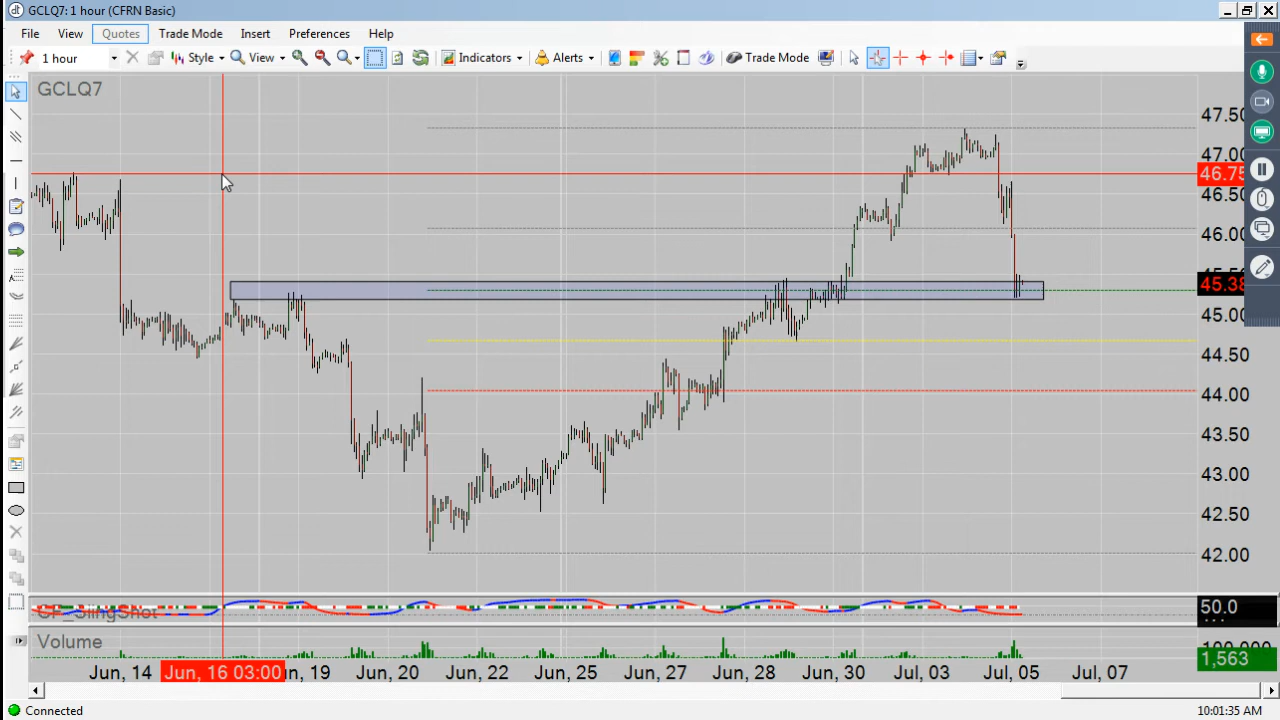 GCLQ7: 1 hour (CFRN Basic)
File View Quotes Trade Mode Insert Preferences Help
1 hour Style View Indicators Alerts Trade Mode
GCLQ7
47.50
47.00
46.75
46.50
46.00
45.38
45.00
44.50
44.00
43.50
43.00
42.50
42.00
CF_SlingShot
50.0
Volume
1,563
Jun, 14 Jun, 16 03:00 Jun, 20 Jun, 22 Jun, 27 Jun, 28 Jun, 30 Jul, 03 Jul, 05 Jul, 07
Connected 10:01:35 AM